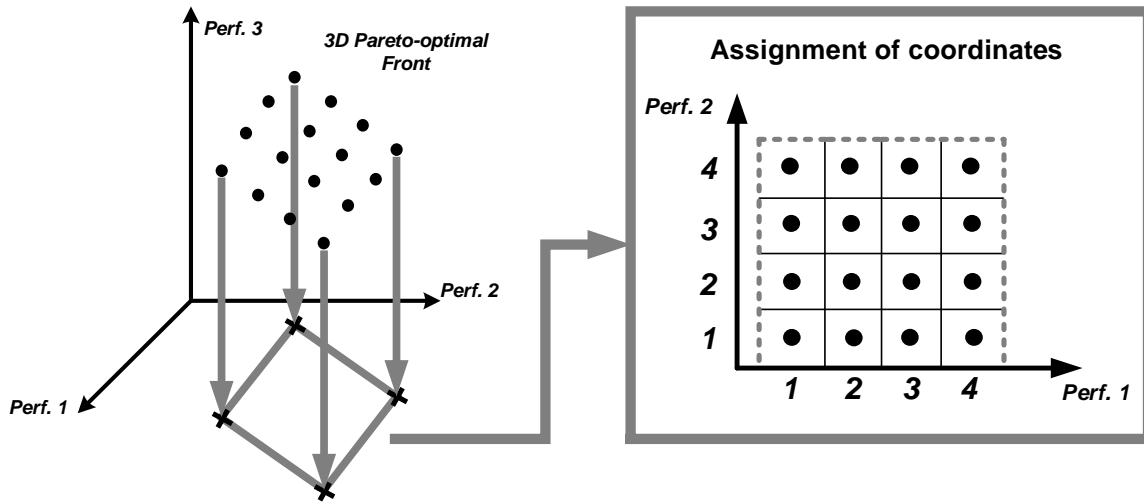 Perf. 3
3D Pareto-optimal
Front
Perf. 2
Perf. 1
Assignment of coordinates
Perf. 2
4
3
2
1
1 2 3 4
Perf. 1